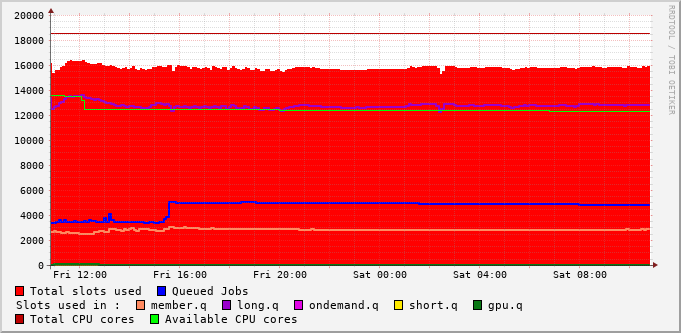 RRDTOOL / TOBI OETIKER
20000
18000
16000
14000
12000
10000
8000
6000
4000
2000
0
Fri 12:00 Fri 16:00 Fri 20:00 Sat 00:00 Sat 04:00 Sat 08:00
Total slots used Queued Jobs
Slots used in : member.q long.q ondemand.q short.q gpu.q
Total CPU cores Available CPU cores